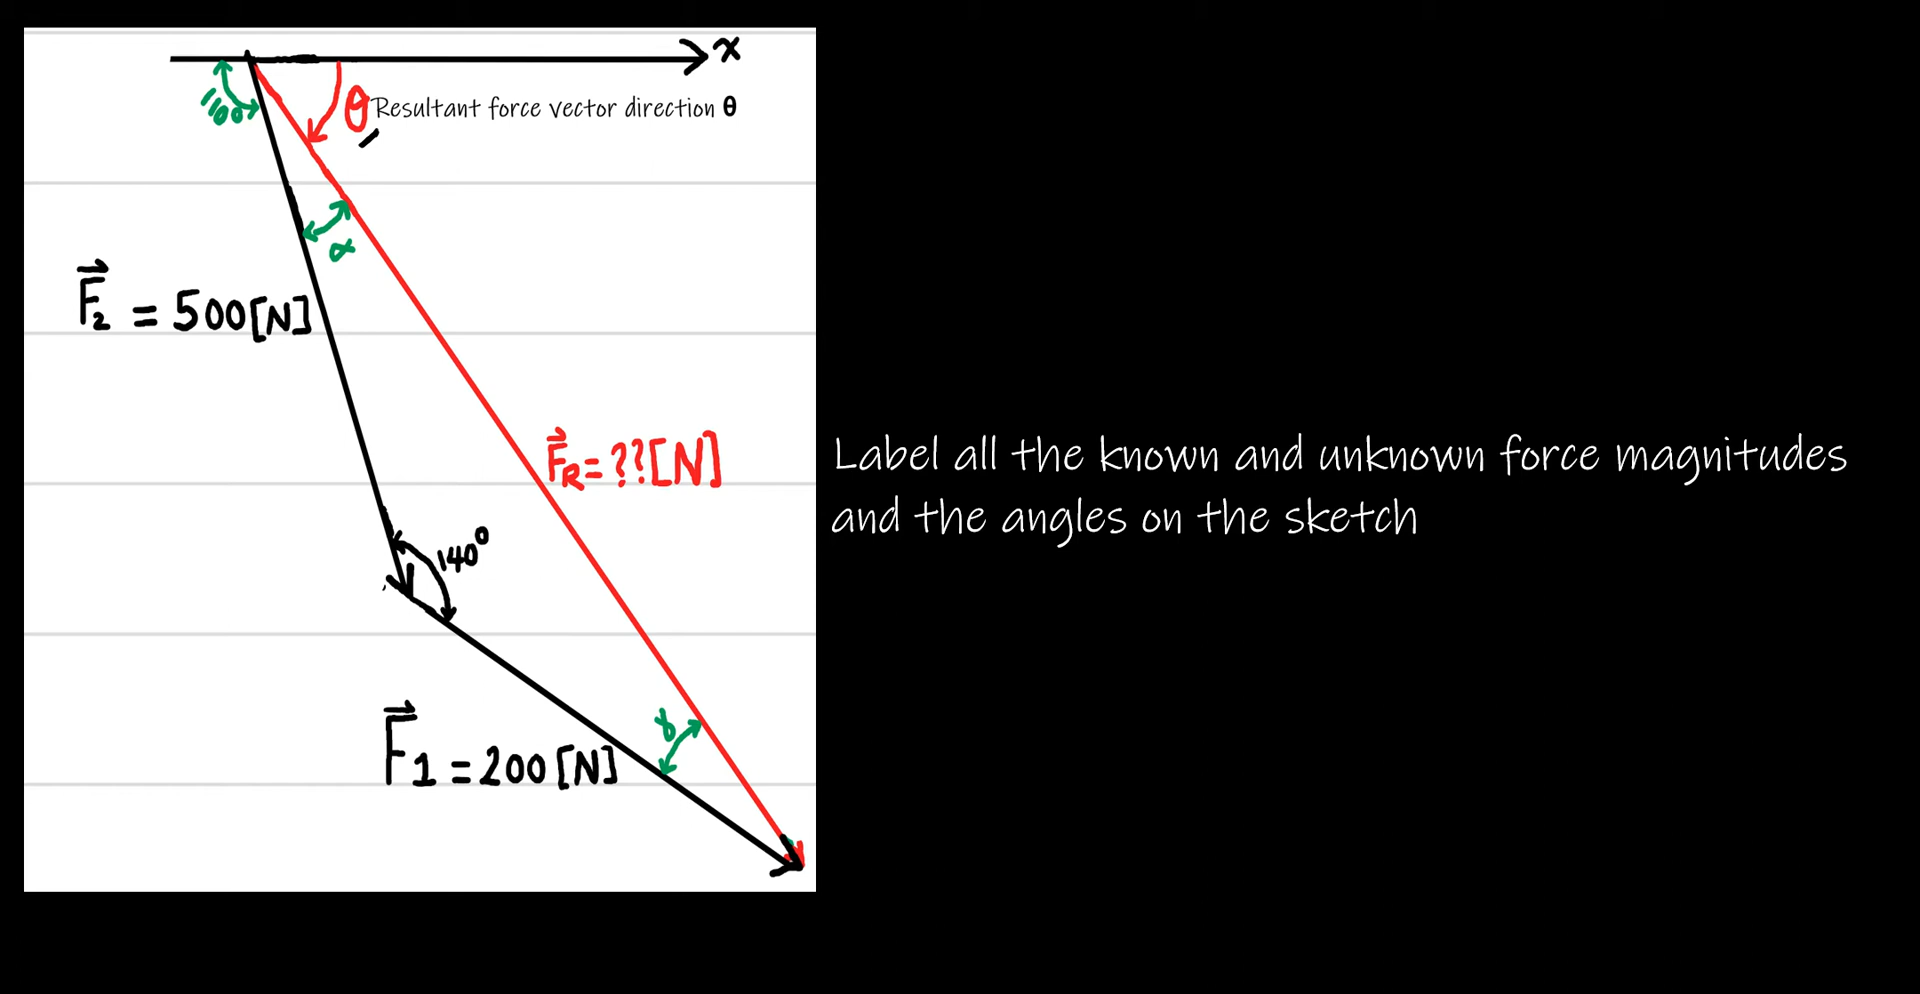 x
θ Resultant force vector direction θ
α
F₂ = 500[N]
F_R = ??[N]
Label all the known and unknown force magnitudes
and the angles on the sketch
140°
γ
F1 = 200[N]